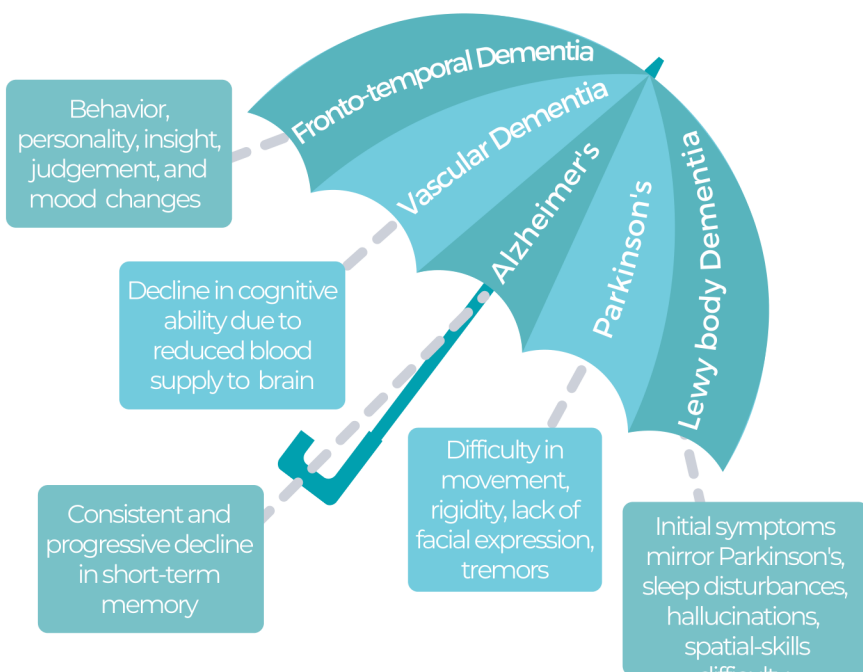 Fronto-temporal Dementia
Vascular Dementia
Alzheimer's
Parkinson's
Lewy body Dementia
Behavior,
personality, insight,
judgement, and
mood changes
Decline in cognitive
ability due to
reduced blood
supply to brain
Consistent and
progressive decline
in short-term
memory
Difficulty in
movement,
rigidity, lack of
facial expression,
tremors
Initial symptoms
mirror Parkinson's,
sleep disturbances,
hallucinations,
spatial-skills